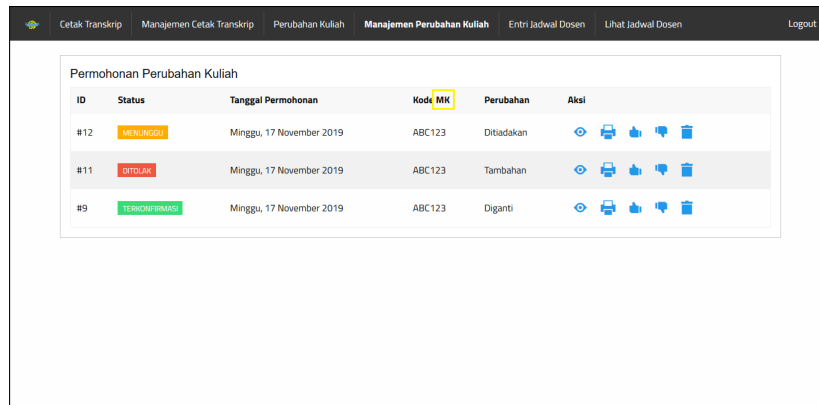 Cetak Transkrip Manajemen Cetak Transkrip Perubahan Kuliah Manajemen Perubahan Kuliah Entri Jadwal Dosen Lihat Jadwal Dosen Logout
Permohonan Perubahan Kuliah
ID Status Tanggal Permohonan Kode MK Perubahan Aksi
#12 MENUNGGU Minggu, 17 November 2019 ABC123 Ditiadakan
#11 DITOLAK Minggu, 17 November 2019 ABC123 Tambahan
#9 TERKONFIRMASI Minggu, 17 November 2019 ABC123 Diganti